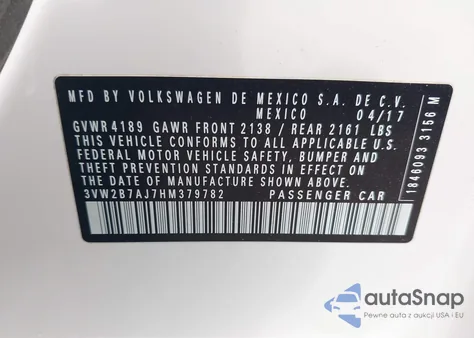 MFD BY VOLKSWAGEN DE MEXICO S.A. DE C.V.
MEXICO 04/17
GVWR 4189 GAWR FRONT 2138 / REAR 2161 LBS
THIS VEHICLE CONFORMS TO ALL APPLICABLE U.S.
FEDERAL MOTOR VEHICLE SAFETY, BUMPER AND
THEFT PREVENTION STANDARDS IN EFFECT ON THE
DATE OF MANUFACTURE SHOWN ABOVE.
3VW2B7AJ7HM379782 PASSENGER CAR
1846093 3156 M
autoSnap
Pewne auta z aukcji USA i EU